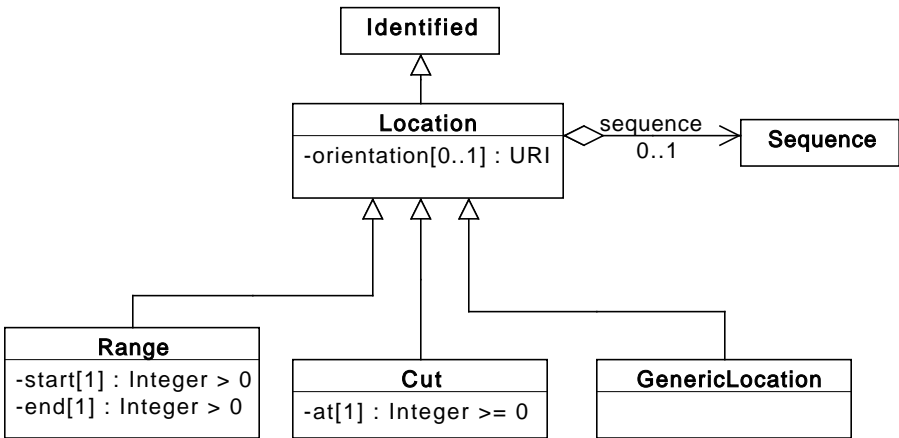 Identified
Location
-orientation[0..1] : URI
sequence
0..1
Sequence
Range
-start[1] : Integer > 0
-end[1] : Integer > 0
Cut
-at[1] : Integer >= 0
GenericLocation